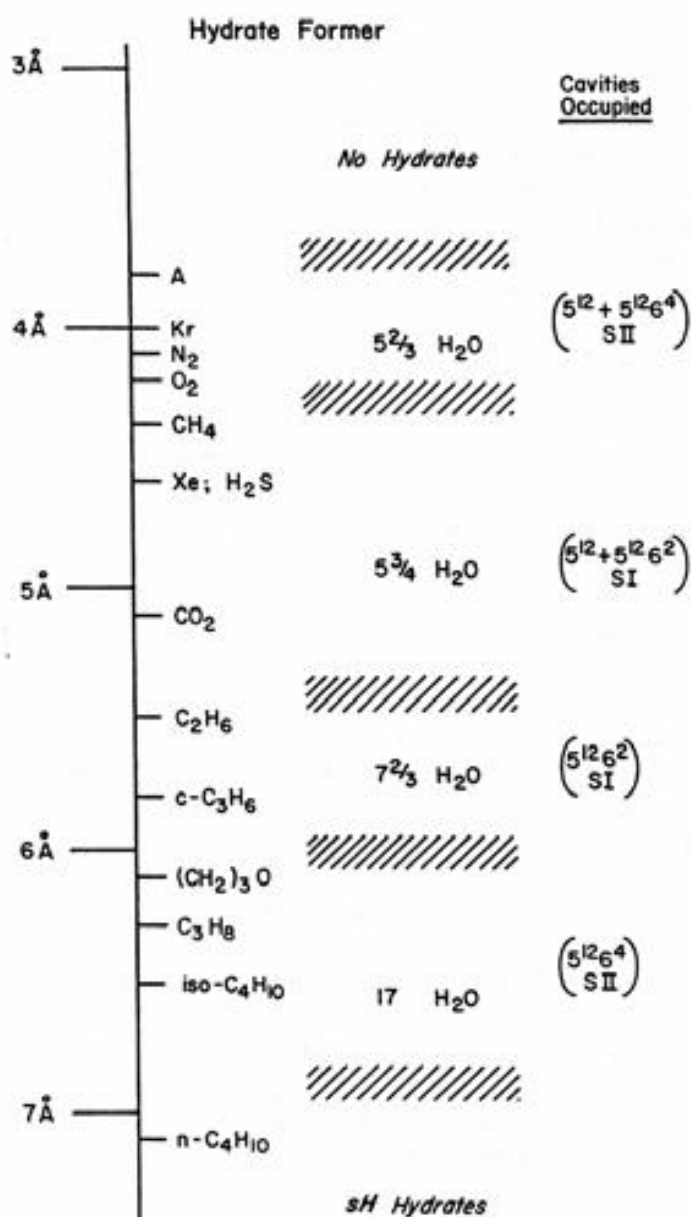 Hydrate Former
3Å
Cavities
Occupied
No Hydrates
A
(5¹² + 5¹²6⁴)
SII
4Å
Kr
5⅔ H₂O
N₂
O₂
CH₄
Xe; H₂S
5¾ H₂O
(5¹² + 5¹²6²)
SI
5Å
CO₂
C₂H₆
7⅔ H₂O
(5¹²6²)
SI
c-C₃H₆
6Å
(CH₂)₃O
C₃H₈
(5¹²6⁴)
SII
iso-C₄H₁₀
17 H₂O
7Å
n-C₄H₁₀
sH Hydrates